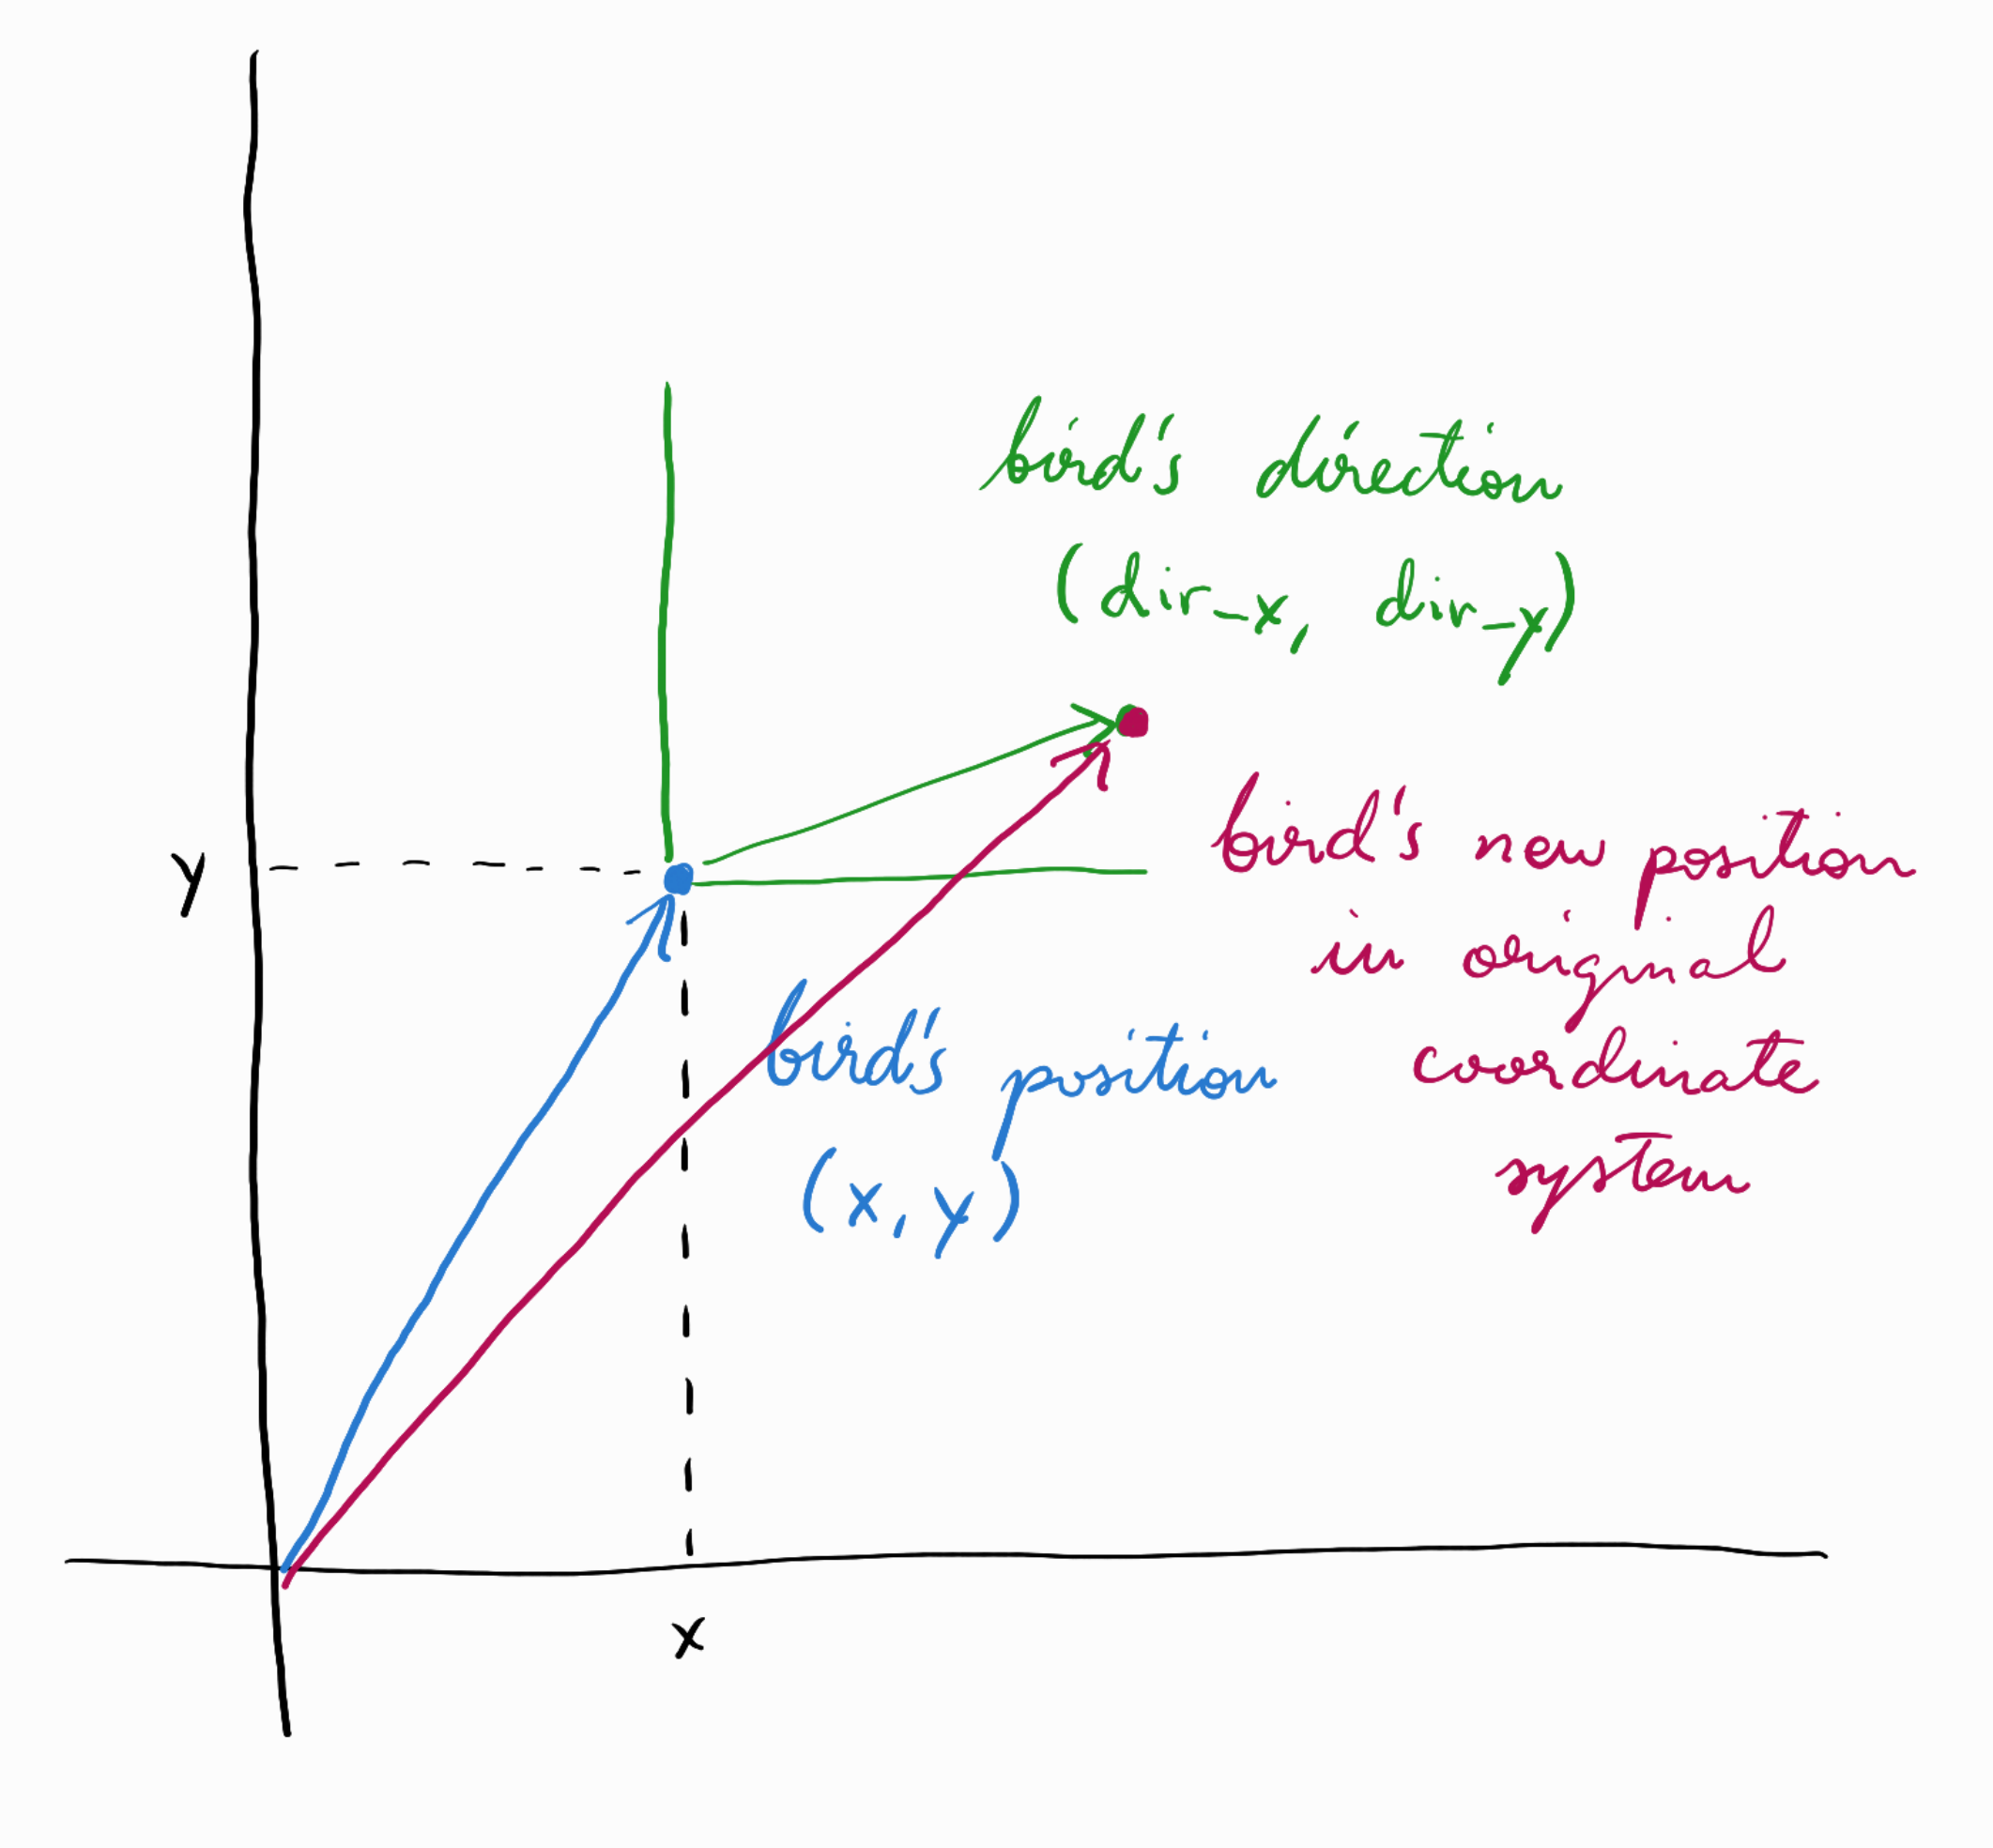 bird's direction
(dir_x, dir_y)
bird's new position
in original
coordinate
system
y
bird's position
(x, y)
x